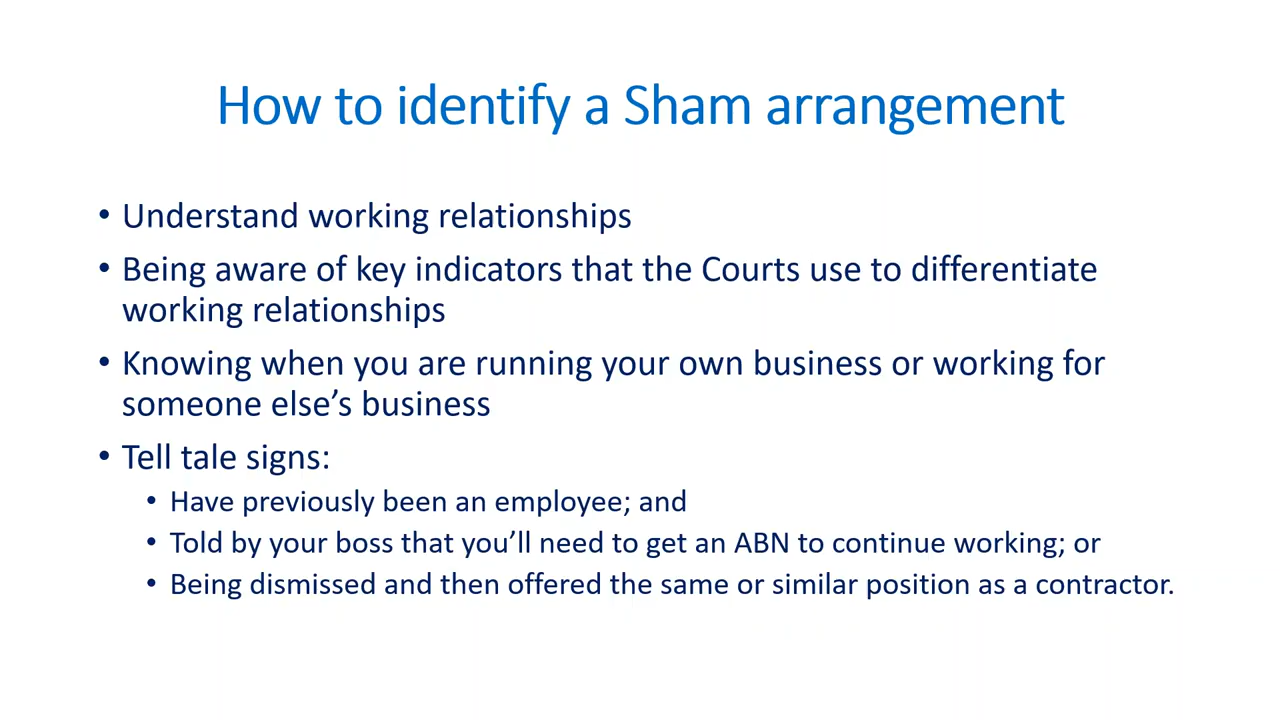 How to identify a Sham arrangement
• Understand working relationships
• Being aware of key indicators that the Courts use to differentiate
working relationships
• Knowing when you are running your own business or working for
someone else’s business
• Tell tale signs:
• Have previously been an employee; and
• Told by your boss that you’ll need to get an ABN to continue working; or
• Being dismissed and then offered the same or similar position as a contractor.